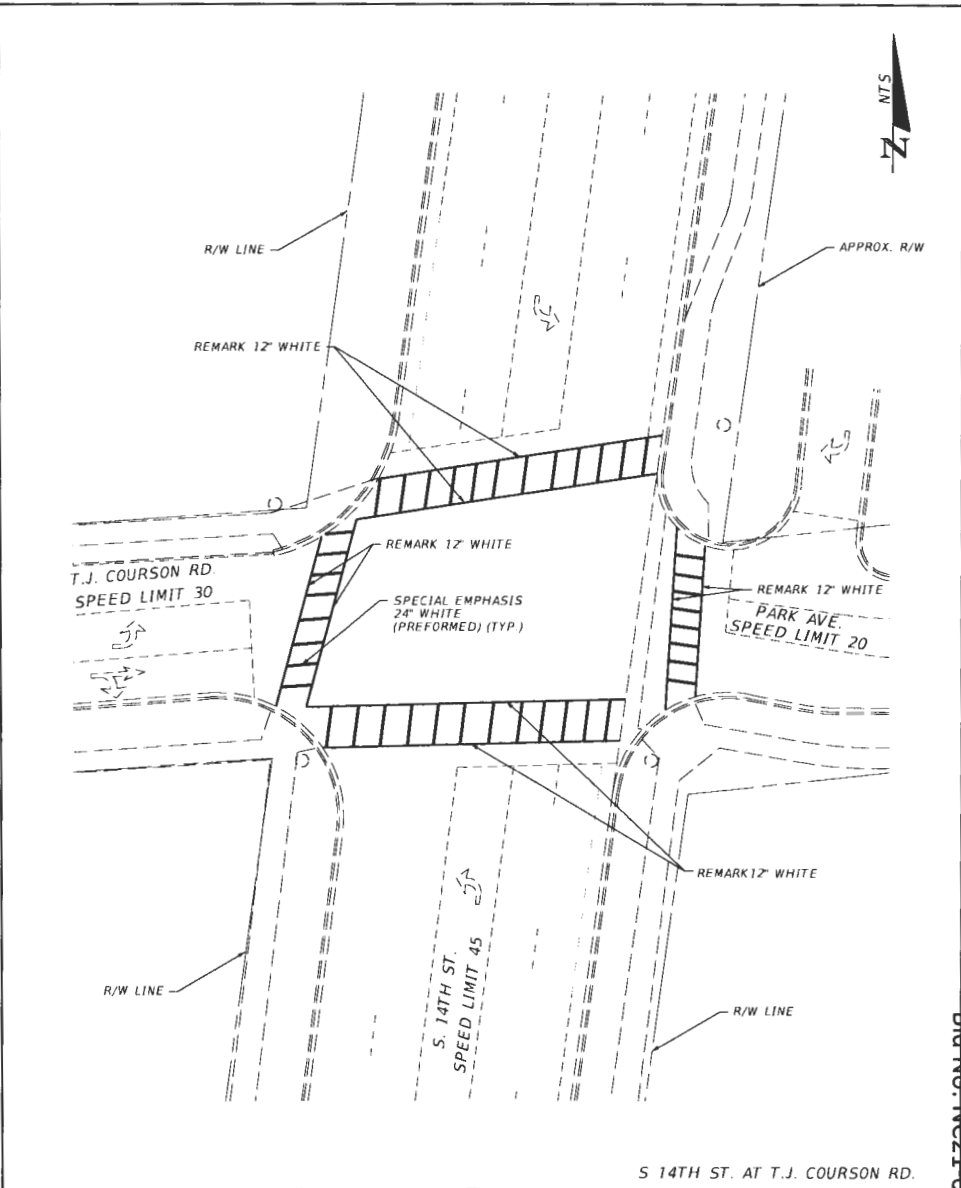 NTS
N
R/W LINE
APPROX. R/W
REMARK 12" WHITE
REMARK 12" WHITE
T.J. COURSON RD.
SPEED LIMIT 30
SPECIAL EMPHASIS
24" WHITE
(PREFORMED) (TYP.)
REMARK 12" WHITE
PARK AVE.
SPEED LIMIT 20
REMARK12" WHITE
S. 14TH ST.
SPEED LIMIT 45
R/W LINE
R/W LINE
S 14TH ST. AT T.J. COURSON RD.